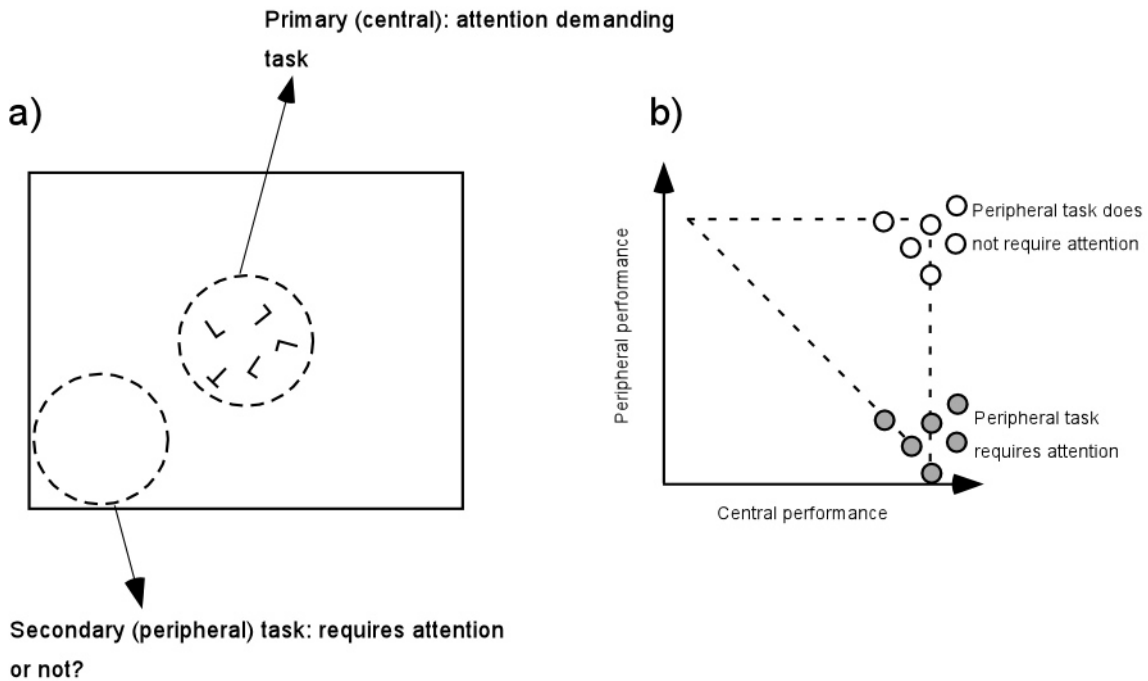 Primary (central): attention demanding
task
a)
b)
Peripheral performance
Peripheral task does
not require attention
Peripheral task
requires attention
Central performance
Secondary (peripheral) task: requires attention
or not?